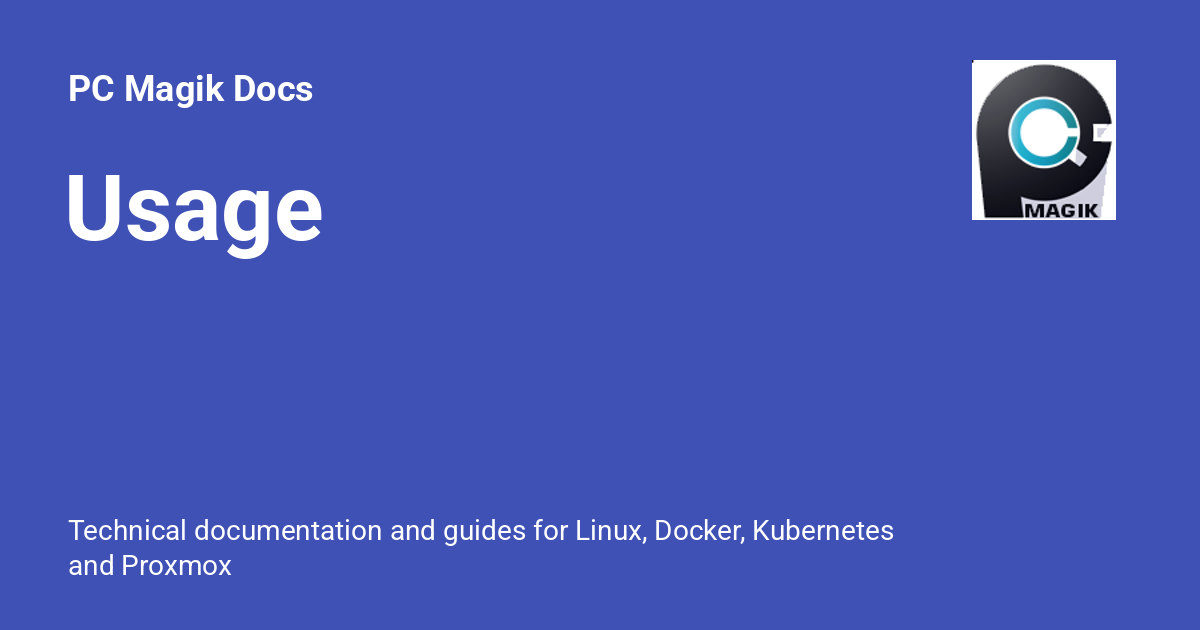 PC Magik Docs
Usage
MAGIK
Technical documentation and guides for Linux, Docker, Kubernetes
and Proxmox